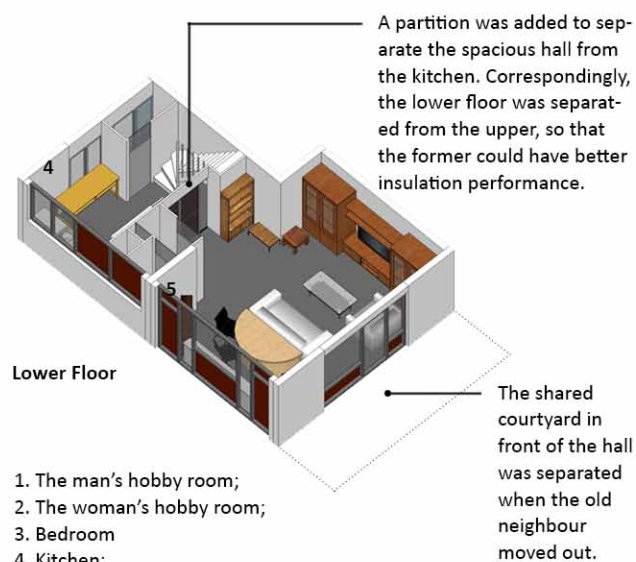 A partition was added to sep-
arate the spacious hall from
the kitchen. Correspondingly,
the lower floor was separat-
ed from the upper, so that
the former could have better
insulation performance.
4
5
Lower Floor
The shared
courtyard in
front of the hall
was separated
when the old
neighbour
moved out.
1. The man's hobby room;
2. The woman's hobby room;
3. Bedroom
4. Kitchen;